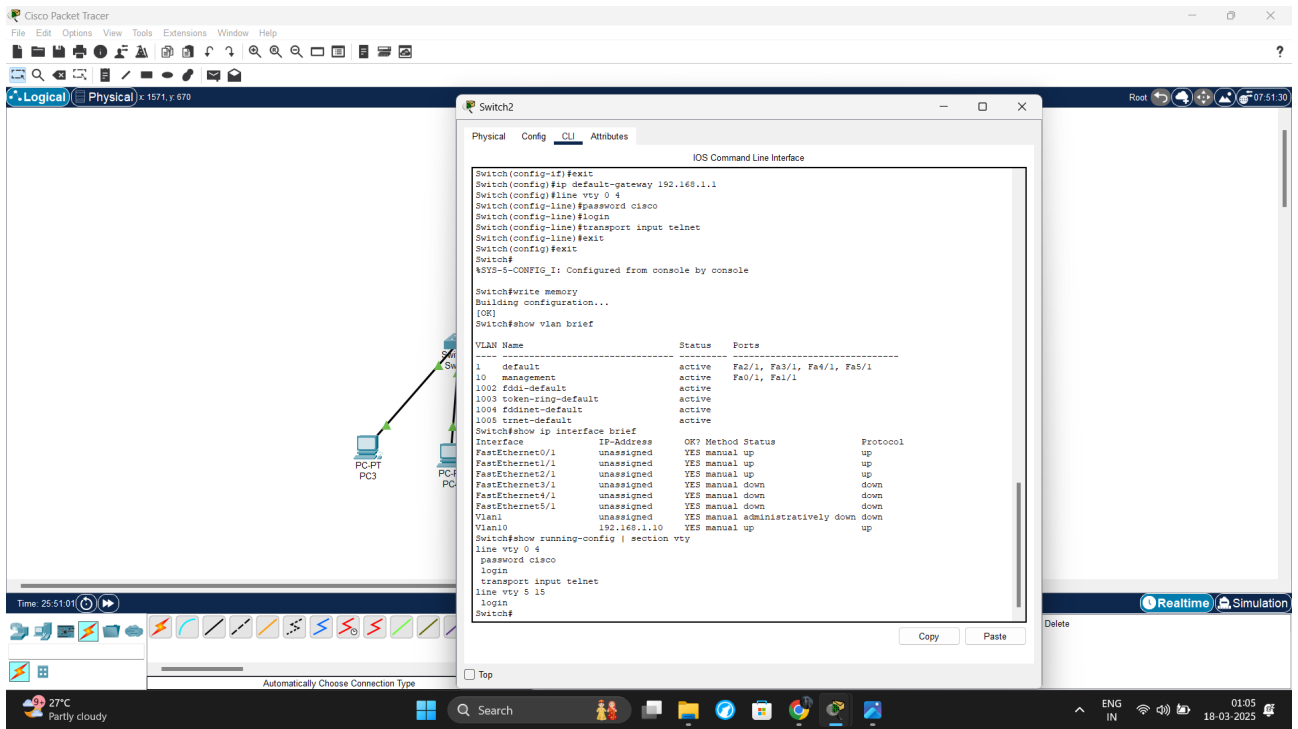 Cisco Packet Tracer
File Edit Options View Tools Extensions Window Help
?
Logical Physical x: 1571, y: 670
Root 07:51:30
Switch2
Physical Config CLI Attributes
IOS Command Line Interface
Switch(config-if)#exit
Switch(config)#ip default-gateway 192.168.1.1
Switch(config)#line vty 0 4
Switch(config-line)#password cisco
Switch(config-line)#login
Switch(config-line)#transport input telnet
Switch(config-line)#exit
Switch(config)#exit
Switch#
%SYS-5-CONFIG_I: Configured from console by console
Switch#write memory
Building configuration...
[OK]
Switch#show vlan brief
VLAN Name Status Ports
---- -------------------------------- --------- -------------------------------
1 default active Fa2/1, Fa3/1, Fa4/1, Fa5/1
10 management active Fa0/1, Fa1/1
1002 fddi-default active
1003 token-ring-default active
1004 fddinet-default active
1005 trnet-default active
Switch#show ip interface brief
Interface IP-Address OK? Method Status Protocol
FastEthernet0/1 unassigned YES manual up up
FastEthernet1/1 unassigned YES manual up up
FastEthernet2/1 unassigned YES manual up up
FastEthernet3/1 unassigned YES manual down down
FastEthernet4/1 unassigned YES manual down down
FastEthernet5/1 unassigned YES manual down down
Vlan1 unassigned YES manual administratively down down
Vlan10 192.168.1.10 YES manual up up
Switch#show running-config | section vty
line vty 0 4
password cisco
login
transport input telnet
line vty 5 15
login
Switch#
Copy Paste
Top
PC-PT
PC3
Time: 25:51:01
Realtime Simulation
Delete
Automatically Choose Connection Type
9+
27°C
Partly cloudy
Search
ENG
IN
01:05
18-03-2025